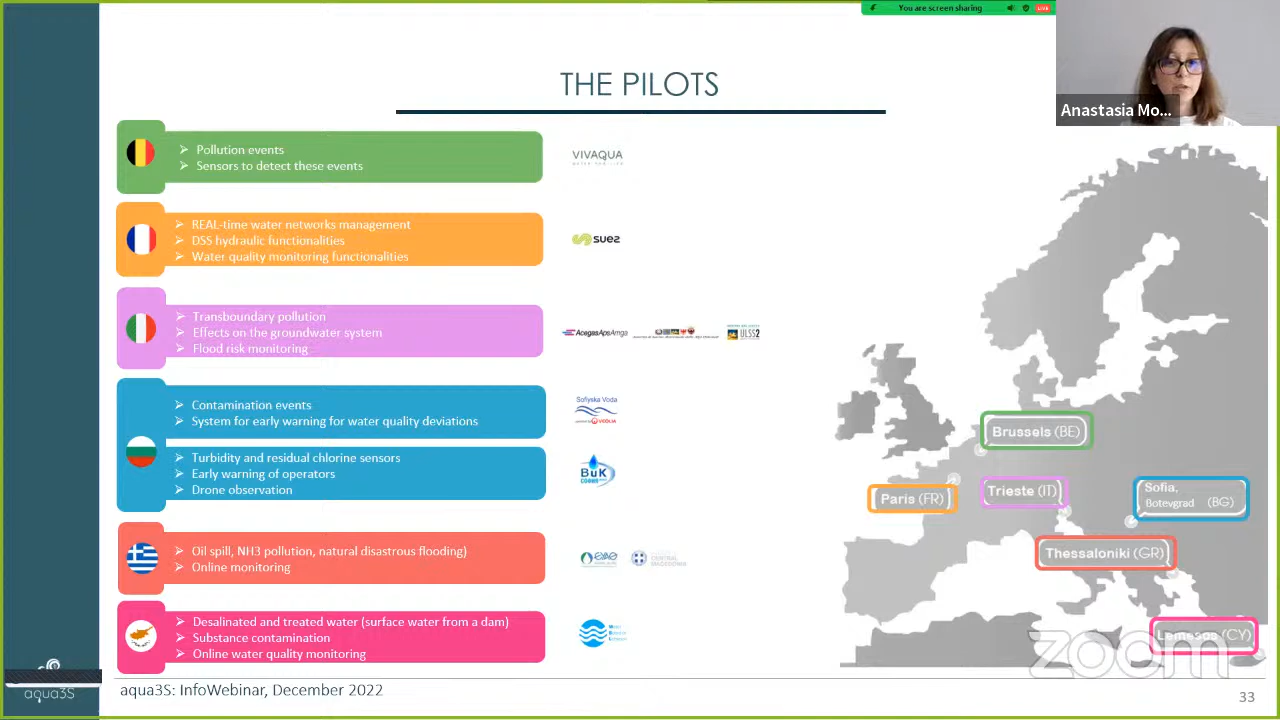 You are screen sharing
LIVE
Anastasia Mo...
THE PILOTS
Pollution events
Sensors to detect these events
VIVAQUA
REAL-time water networks management
DSS hydraulic functionalities
Water quality monitoring functionalities
suez
Transboundary pollution
Effects on the groundwater system
Flood risk monitoring
AcegasApsAmga
ULSS2
Contamination events
System for early warning for water quality deviations
Sofiyska Voda
VEOLIA
Turbidity and residual chlorine sensors
Early warning of operators
Drone observation
BuK
Oil spill, NH3 pollution, natural disastrous flooding)
Online monitoring
CENTRAL
MACEDONIA
Desalinated and treated water (surface water from a dam)
Substance contamination
Online water quality monitoring
Brussels (BE)
Paris (FR)
Trieste (IT)
Sofia,
Botevgrad (BG)
Thessaloniki (GR)
Lemesos (CY)
zoom
aqua3S
aqua3S: InfoWebinar, December 2022
33